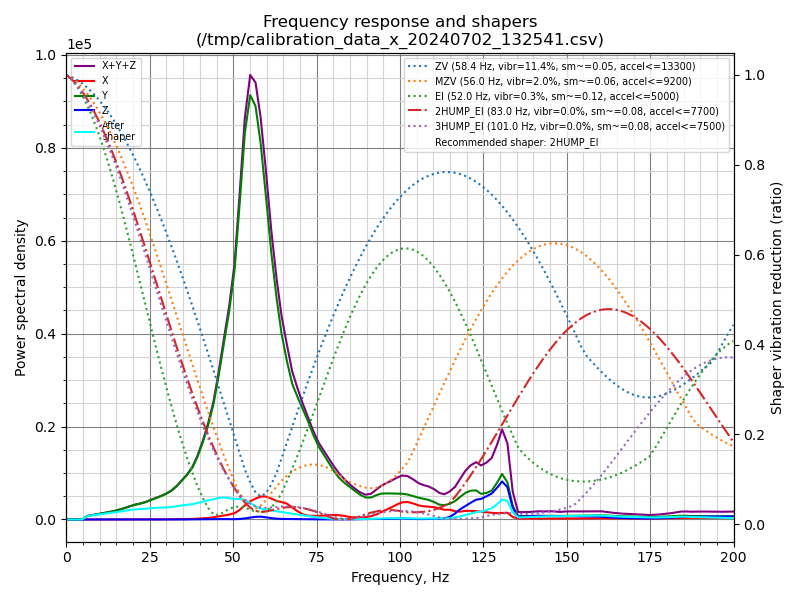 Frequency response and shapers
(/tmp/calibration_data_x_20240702_132541.csv)
1e5
X+Y+Z
X
Y
Z
After
shaper
ZV (58.4 Hz, vibr=11.4%, sm~=0.05, accel<=13300)
MZV (56.0 Hz, vibr=2.0%, sm~=0.06, accel<=9200)
EI (52.0 Hz, vibr=0.3%, sm~=0.12, accel<=5000)
2HUMP_EI (83.0 Hz, vibr=0.0%, sm~=0.08, accel<=7700)
3HUMP_EI (101.0 Hz, vibr=0.0%, sm~=0.08, accel<=7500)
Recommended shaper: 2HUMP_EI
Power spectral density
1.0
0.8
0.6
0.4
0.2
0.0
1.0
0.8
0.6
0.4
0.2
0.0
Shaper vibration reduction (ratio)
0 25 50 75 100 125 150 175 200
Frequency, Hz